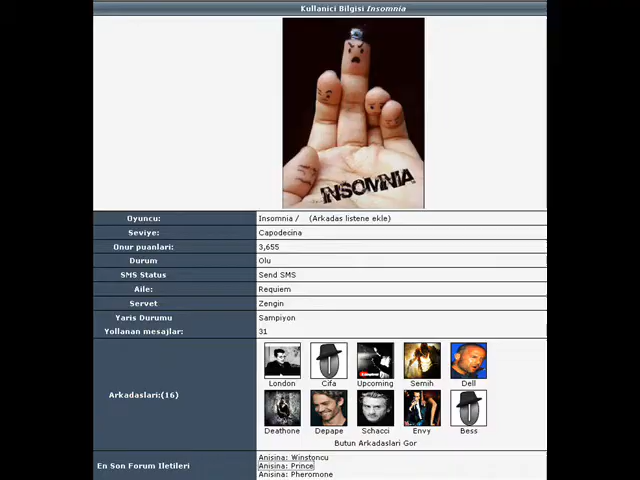 Kullanici Bilgisi Insomnia
INSOMNIA
Oyuncu: Insomnia / (Arkadas listene ekle)
Seviye: Capodecina
Onur puanlari: 3,655
Durum Olu
SMS Status Send SMS
Aile: Requiem
Servet Zengin
Yaris Durumu Sampiyon
Yollanan mesajlar: 31
Arkadaslari:(16)
London Cifa Upcoming Semih Dell
Deathone Depape Schacci Envy Bess
Butun Arkadaslari Gor
En Son Forum Iletileri
Anisina: Winstoncu
Anisina: Prince
Anisina: Pheromone